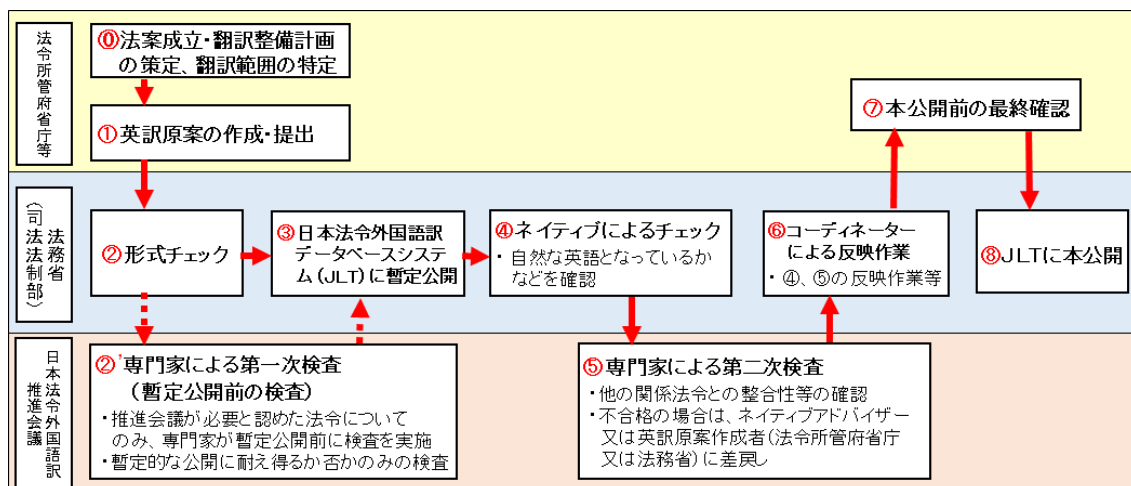 法令所管府省庁等
⓪法案成立・翻訳整備計画
の策定、翻訳範囲の特定
①英訳原案の作成・提出
⑦本公開前の最終確認
法務省
（司法法制部）
②形式チェック
③日本法令外国語訳
データベースシステ
ム（JLT）に暫定公開
④ネイティブによるチェック
・自然な英語となっているか
などを確認
⑥コーディネーター
による反映作業
・④、⑤の反映作業等
⑧JLTに本公開
日本法令外国語訳
推進会議
②'専門家による第一次検査
（暫定公開前の検査）
・推進会議が必要と認めた法令について
のみ、専門家が暫定公開前に検査を実施
・暫定的な公開に耐え得るか否かのみの検査
⑤専門家による第二次検査
・他の関係法令との整合性等の確認
・不合格の場合は、ネイティブアドバイザー
又は英訳原案作成者（法令所管府省庁
又は法務省）に差戻し